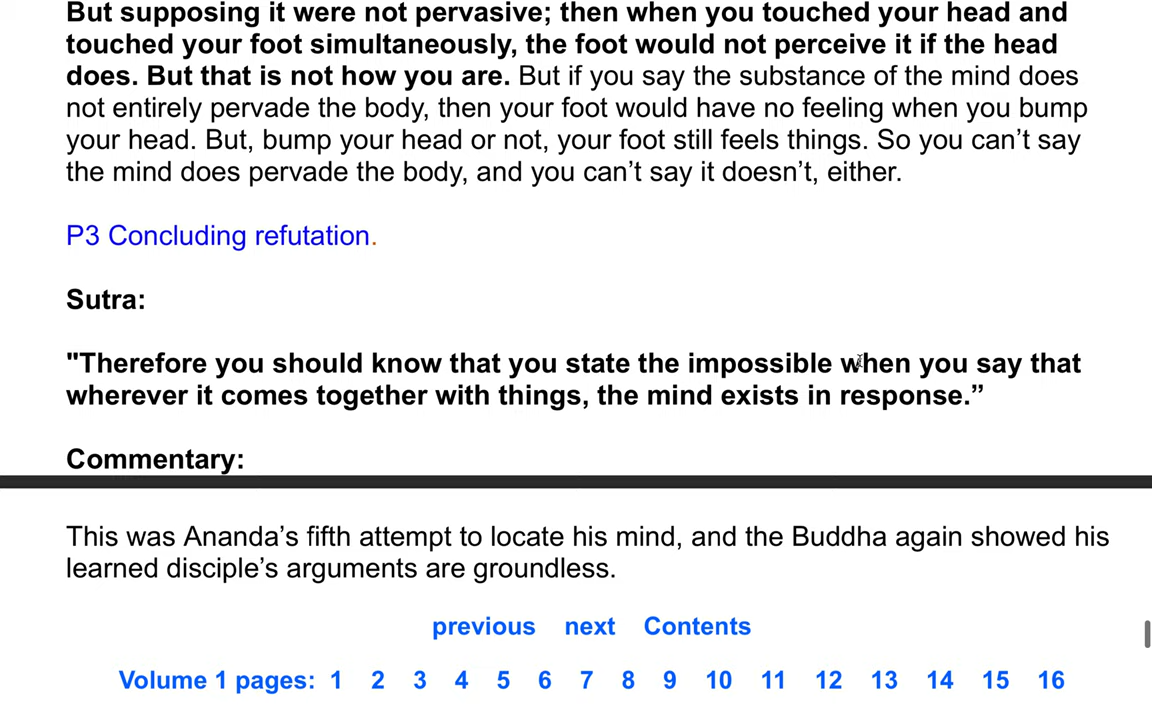 But supposing it were not pervasive; then when you touched your head and
touched your foot simultaneously, the foot would not perceive it if the head
does. But that is not how you are. But if you say the substance of the mind does
not entirely pervade the body, then your foot would have no feeling when you bump
your head. But, bump your head or not, your foot still feels things. So you can’t say
the mind does pervade the body, and you can’t say it doesn’t, either.
P3 Concluding refutation.
Sutra:
"Therefore you should know that you state the impossible when you say that
wherever it comes together with things, the mind exists in response.”
Commentary:
This was Ananda’s fifth attempt to locate his mind, and the Buddha again showed his
learned disciple’s arguments are groundless.
previous next Contents
Volume 1 pages: 1 2 3 4 5 6 7 8 9 10 11 12 13 14 15 16